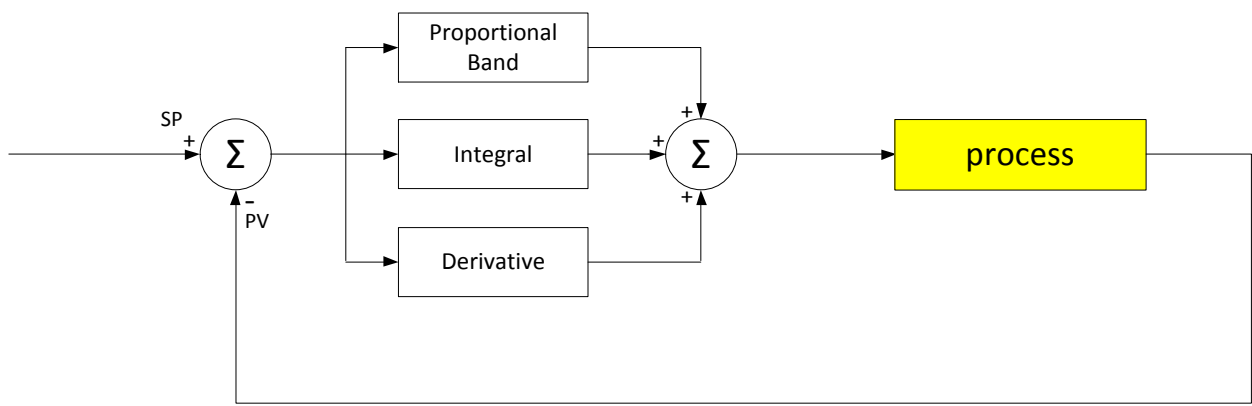 Proportional
Band
SP
+
Σ
-
PV
Integral
+
+
Σ
+
process
Derivative